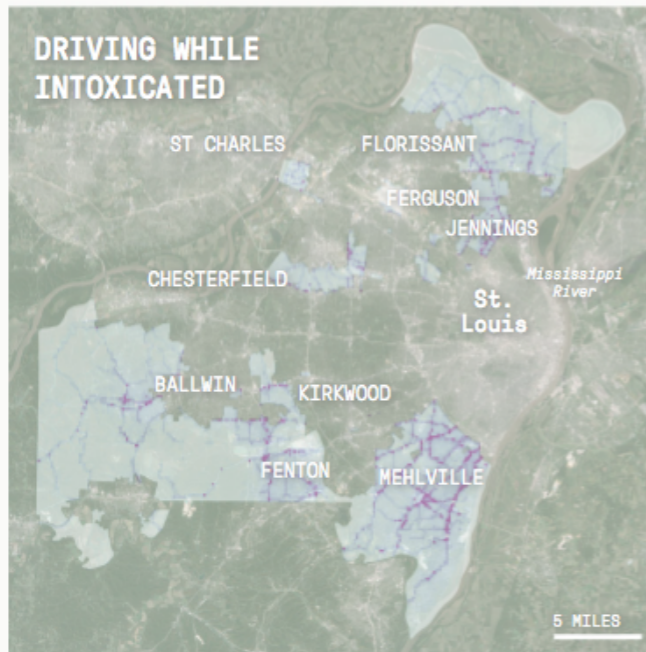 DRIVING WHILE
INTOXICATED
ST CHARLES
FLORISSANT
FERGUSON
JENNINGS
CHESTERFIELD
Mississippi
River
St.
Louis
BALLWIN
KIRKWOOD
FENTON
MEHLVILLE
5 MILES